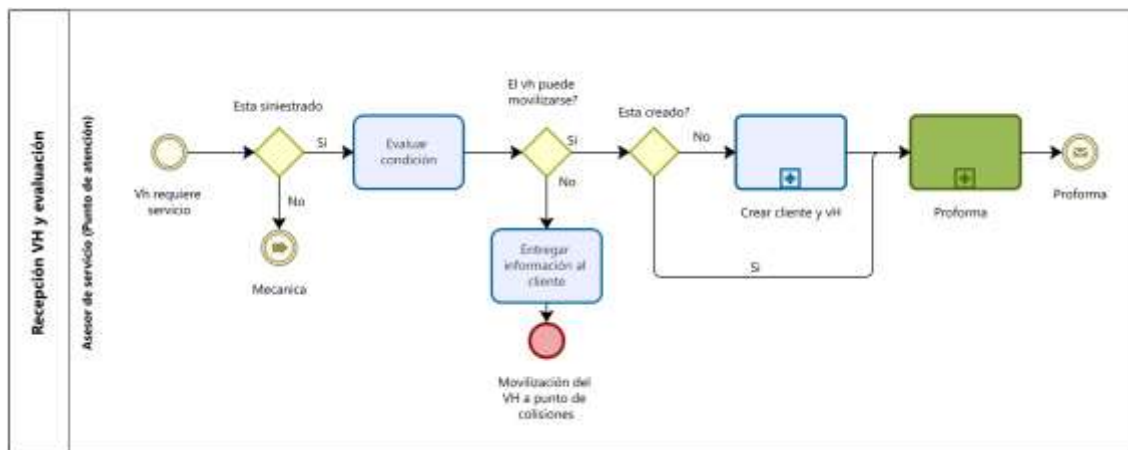 Recepción VH y evaluación
Asesor de servicio (Punto de atención)
Vh requiere
servicio
Esta siniestrado
Si
No
Mecanica
Evaluar
condición
El vh puede
movilizarse?
Si
No
Entregar
información al
cliente
Movilización del
VH a punto de
colisiones
Esta creado?
No
Si
Crear cliente y vH
Proforma
Proforma